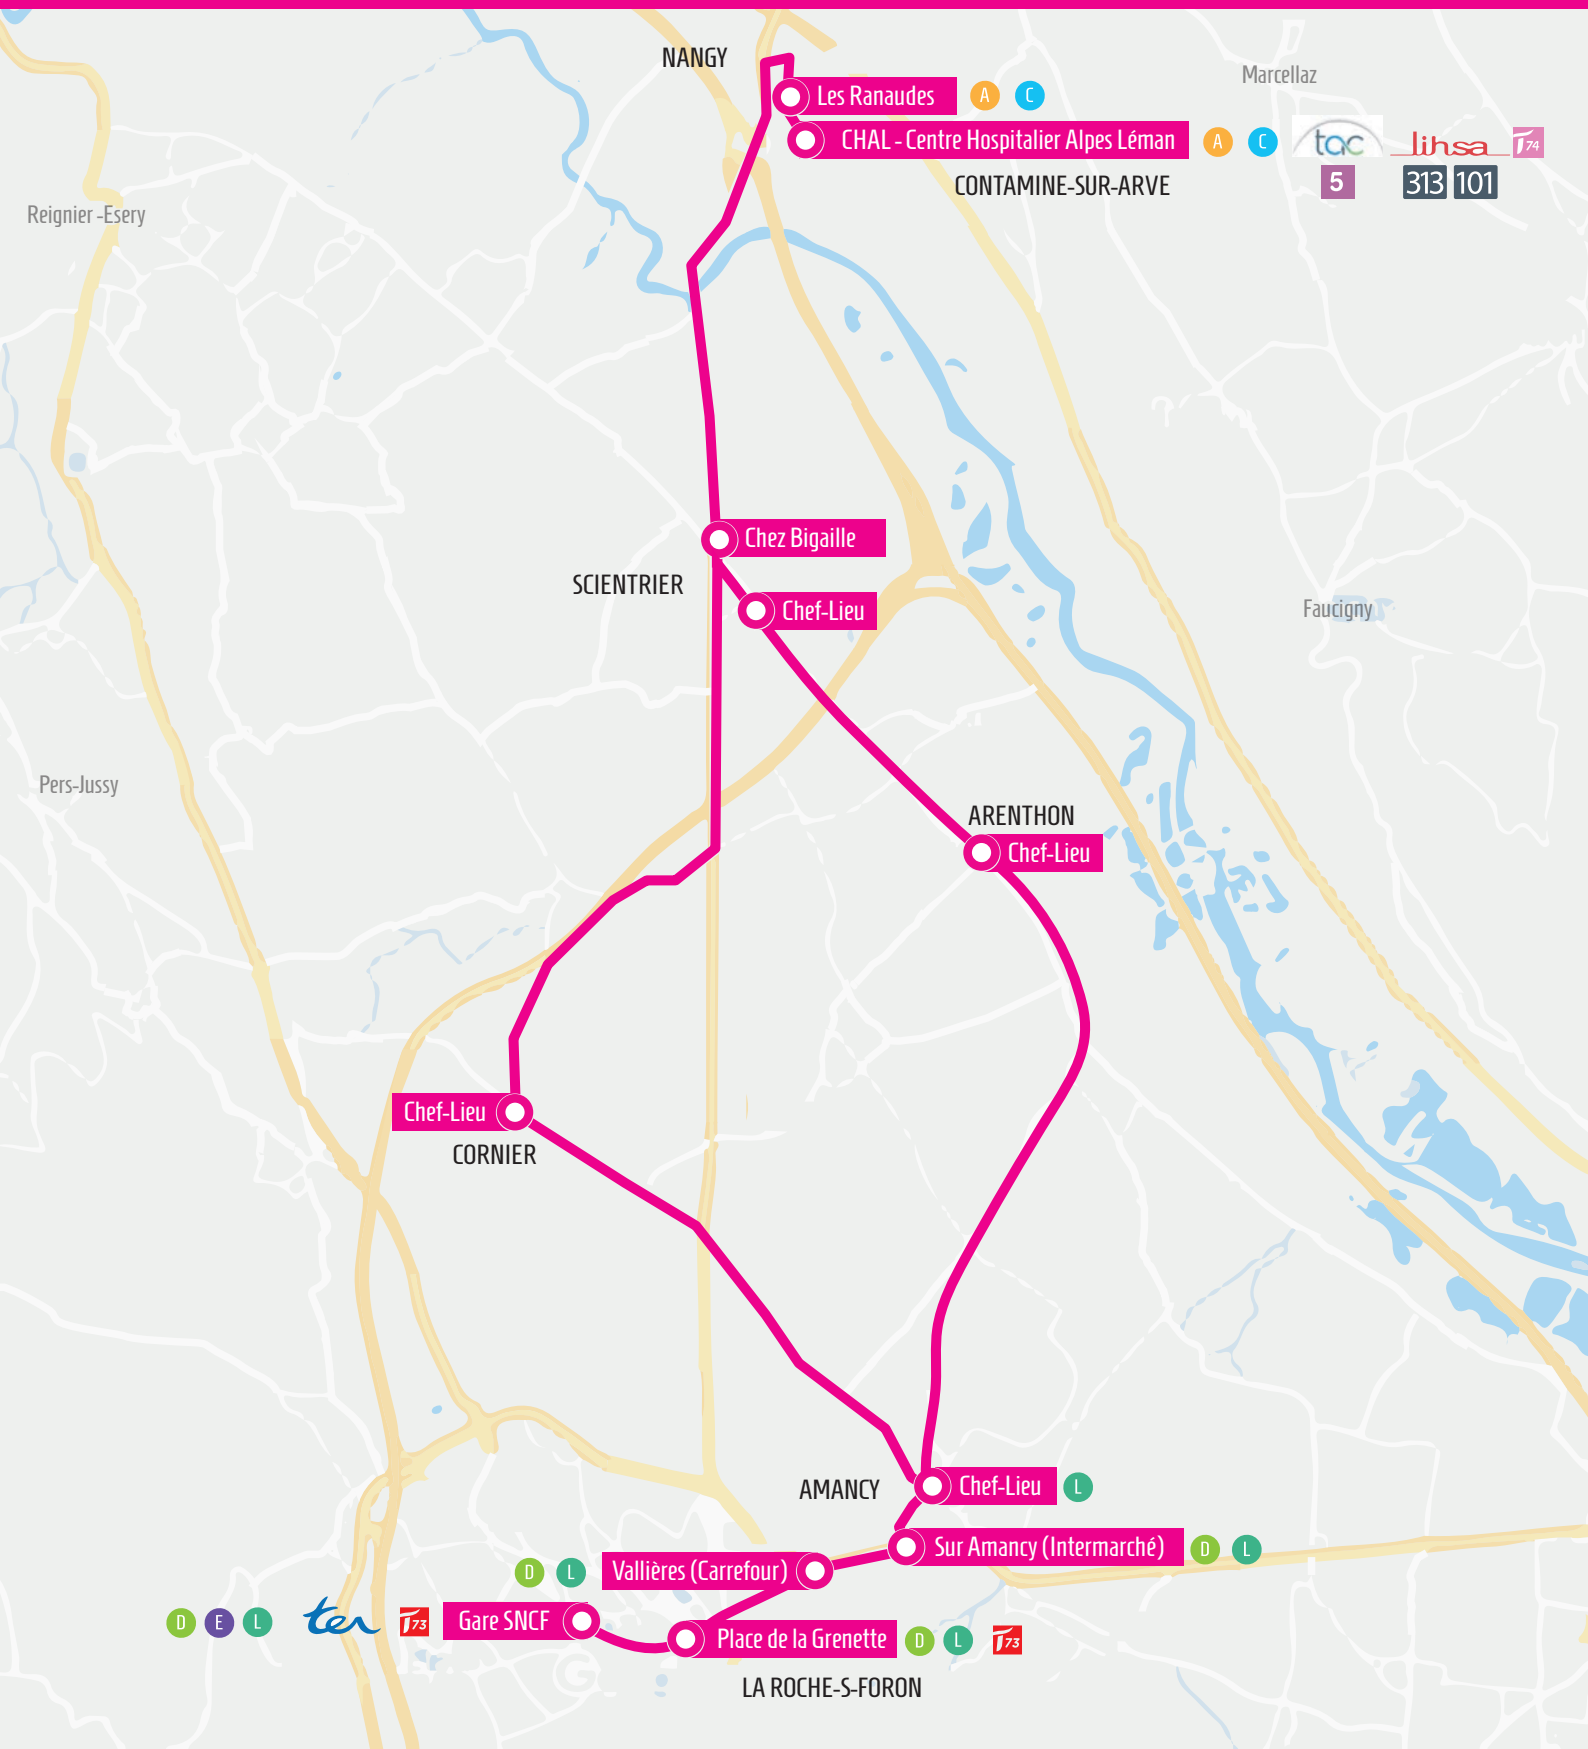 NANGY
Marcellaz
Les Ranaudes A C
CHAL - Centre Hospitalier Alpes Léman A C tac lihsa T 74
CONTAMINE-SUR-ARVE 5 313 101
Reignier -Esery
Chez Bigaille
SCIENTRIER
Chef-Lieu
Faucigny
Pers-Jussy
ARENTHON
Chef-Lieu
Chef-Lieu
CORNIER
AMANCY Chef-Lieu L
Sur Amancy (Intermarché) D L
D L Vallières (Carrefour)
D E L ter T 73 Gare SNCF
Place de la Grenette D L T 73
LA ROCHE-S-FORON